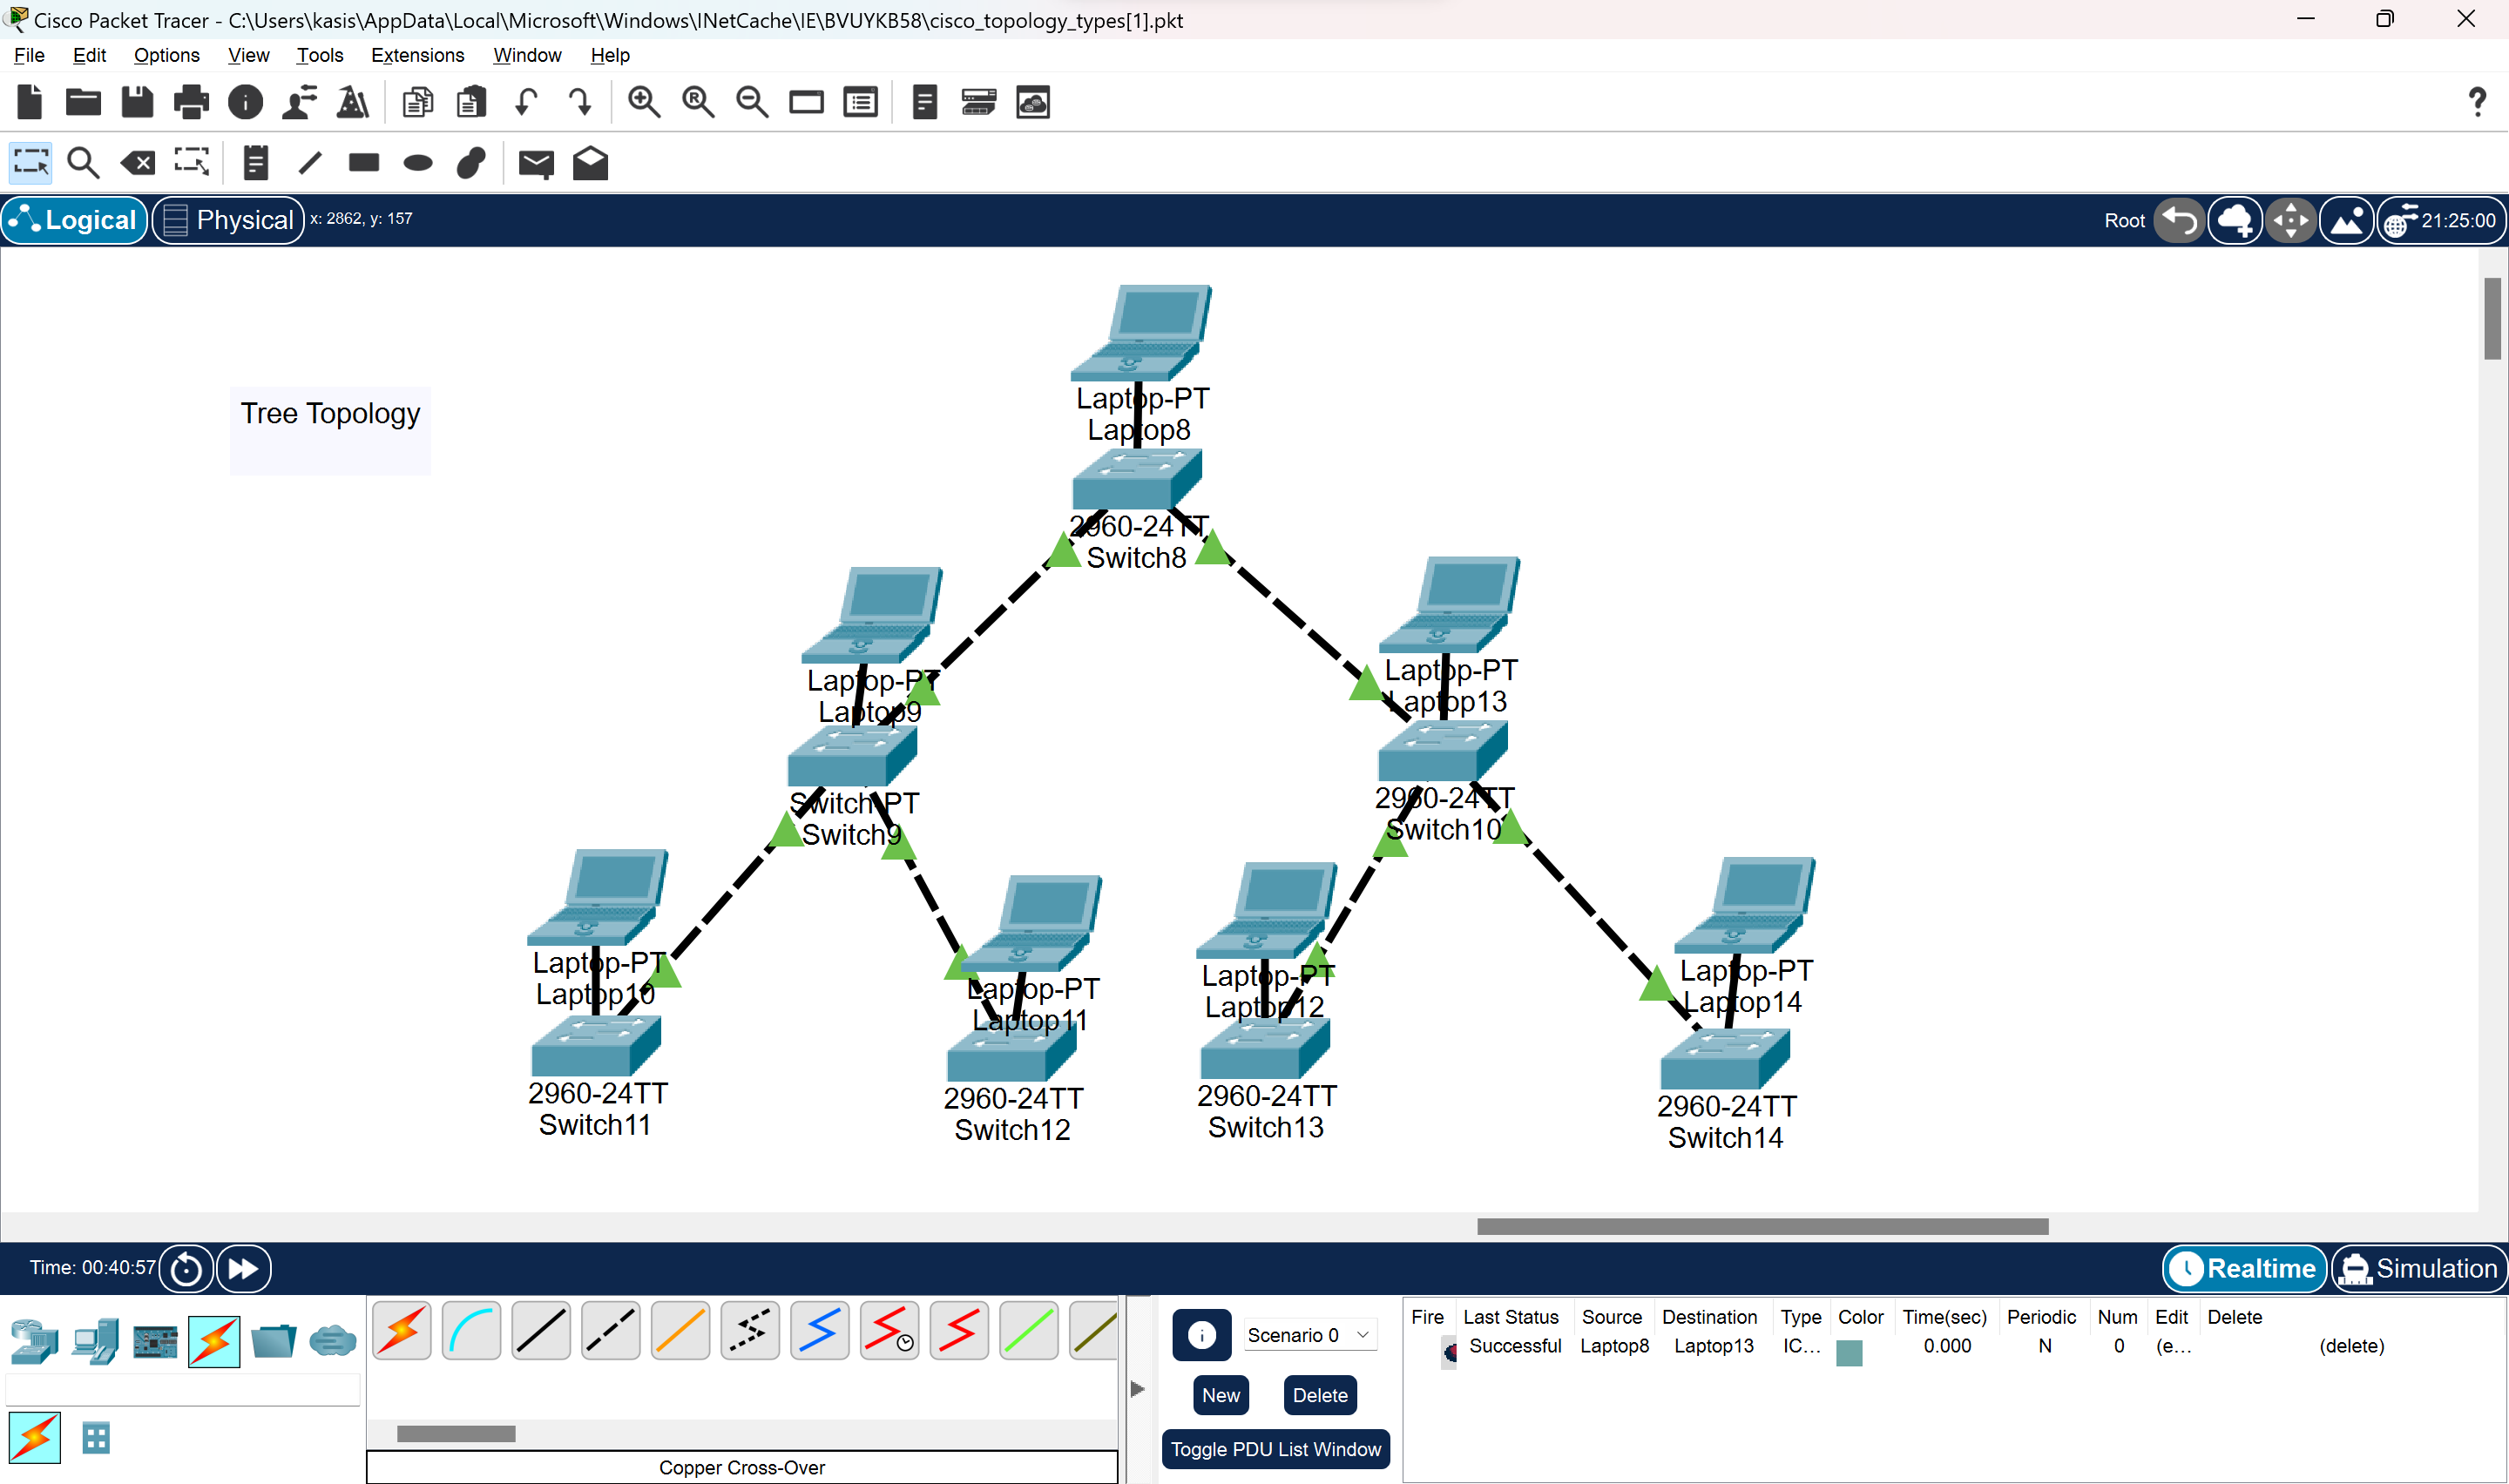 Cisco Packet Tracer - C:\Users\kasis\AppData\Local\Microsoft\Windows\INetCache\IE\BVUYKB58\cisco_topology_types[1].pkt
File Edit Options View Tools Extensions Window Help
Logical Physical x: 2862, y: 157 Root 21:25:00
Tree Topology
Laptop-PT
Laptop8
2960-24TT
Switch8
Laptop-PT
Laptop9
Switch-PT
Switch9
Laptop-PT
Laptop13
2960-24TT
Switch10
Laptop-PT
Laptop10
2960-24TT
Switch11
Laptop-PT
Laptop11
2960-24TT
Switch12
Laptop-PT
Laptop12
2960-24TT
Switch13
Laptop-PT
Laptop14
2960-24TT
Switch14
Time: 00:40:57 Realtime Simulation
Copper Cross-Over
Scenario 0
New Delete
Toggle PDU List Window
Fire Last Status Source Destination Type Color Time(sec) Periodic Num Edit Delete
Successful Laptop8 Laptop13 IC... 0.000 N 0 (e... (delete)